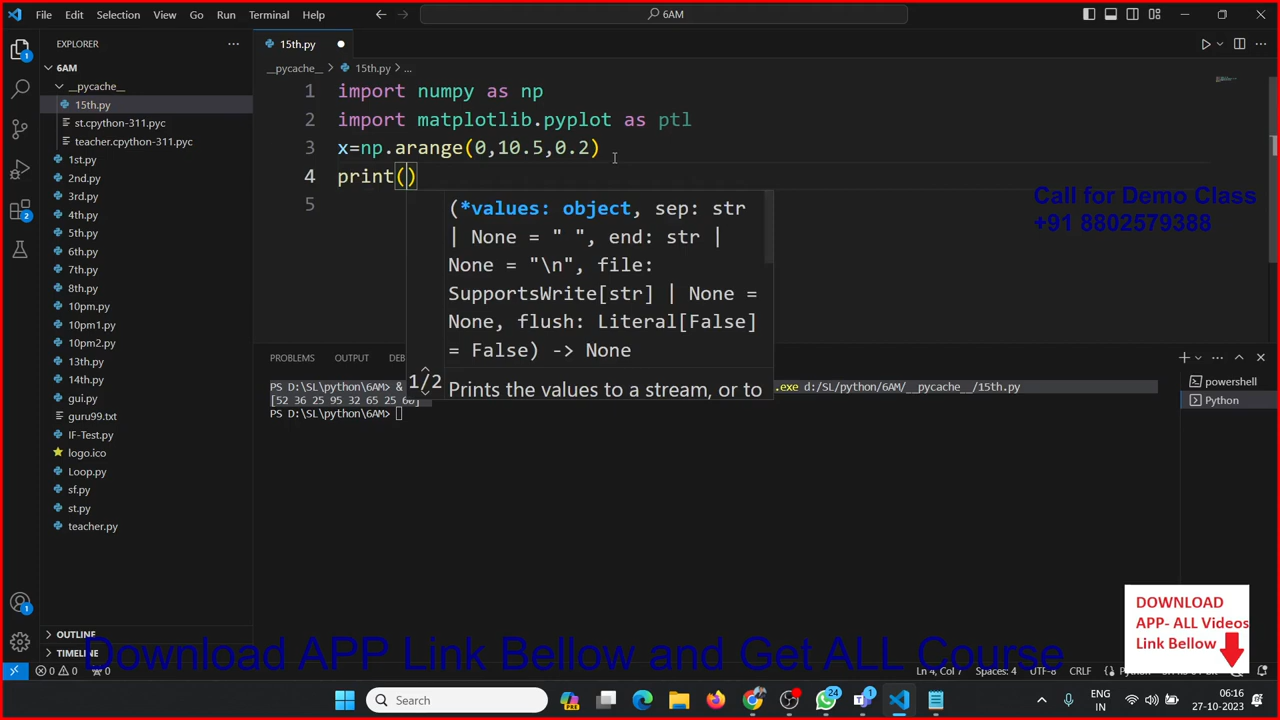 File Edit Selection View Go Run Terminal Help
6AM
EXPLORER
6AM
__pycache__
15th.py
st.cpython-311.pyc
teacher.cpython-311.pyc
1st.py
2nd.py
3rd.py
4th.py
5th.py
6th.py
7th.py
8th.py
10pm.py
10pm1.py
10pm2.py
13th.py
14th.py
gui.py
guru99.txt
IF-Test.py
logo.ico
Loop.py
sf.py
st.py
teacher.py
OUTLINE
TIMELINE
15th.py
__pycache__ > 15th.py > ...
1 import numpy as np
2 import matplotlib.pyplot as ptl
3 x=np.arange(0,10.5,0.2)
4 print()
5
(*values: object, sep: str
| None = " ", end: str |
None = "\n", file:
SupportsWrite[str] | None =
None, flush: Literal[False]
= False) -> None
1/2
Prints the values to a stream, or to
Call for Demo Class
+91 8802579388
PROBLEMS OUTPUT DEB
PS D:\SL\python\6AM> & .exe d:/SL/python/6AM/__pycache__/15th.py
[52 36 25 95 32 65 25 60]
PS D:\SL\python\6AM>
powershell
Python
DOWNLOAD
APP- ALL Videos
Link Bellow
Download APP Link Bellow and Get ALL Course
0 0 0 Ln 4, Col 7 Spaces: 4 UTF-8 CRLF Python
Search
24
1
ENG
IN
06:16
27-10-2023